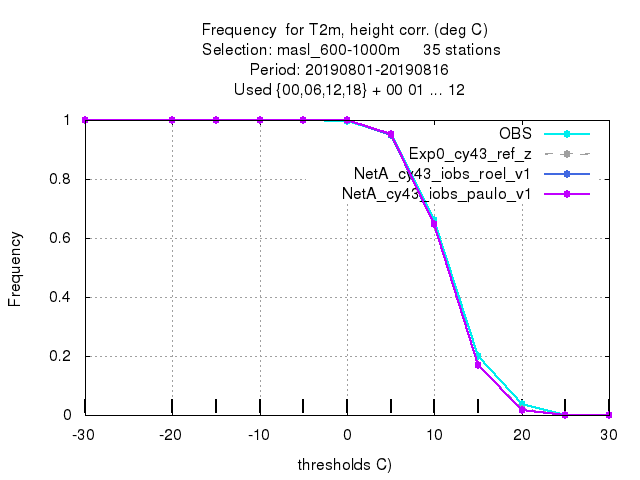 Frequency for T2m, height corr. (deg C)
Selection: masl_600-1000m 35 stations
Period: 20190801-20190816
Used {00,06,12,18} + 00 01 ... 12
OBS
Exp0_cy43_ref_z
NetA_cy43_iobs_roel_v1
NetA_cy43_iobs_paulo_v1
Frequency
1
0.8
0.6
0.4
0.2
0
-30 -20 -10 0 10 20 30
thresholds C)